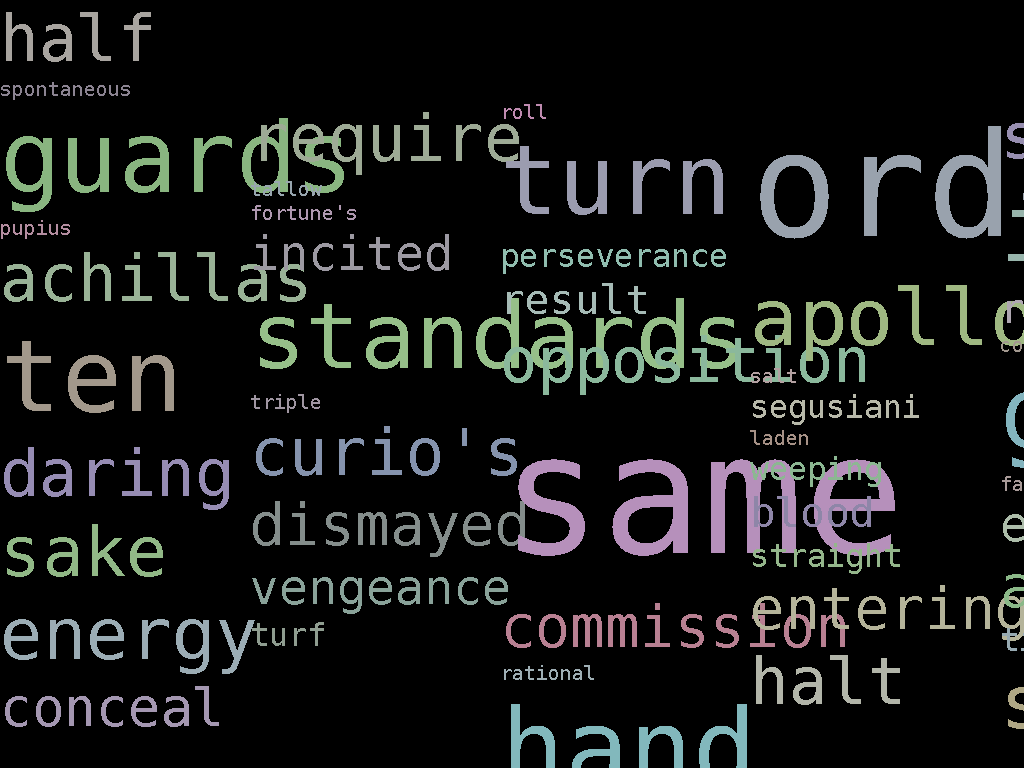 half
spontaneous
guards
pupius
achillas
ten
daring
sake
energy
conceal
require
tallow
fortune's
incited
standards
triple
curio's
dismayed
vengeance
turf
roll
turn
perseverance
result
opposition
same
commission
rational
hand
ord
apollo
salt
segusiani
laden
weeping
blood
straight
entering
halt